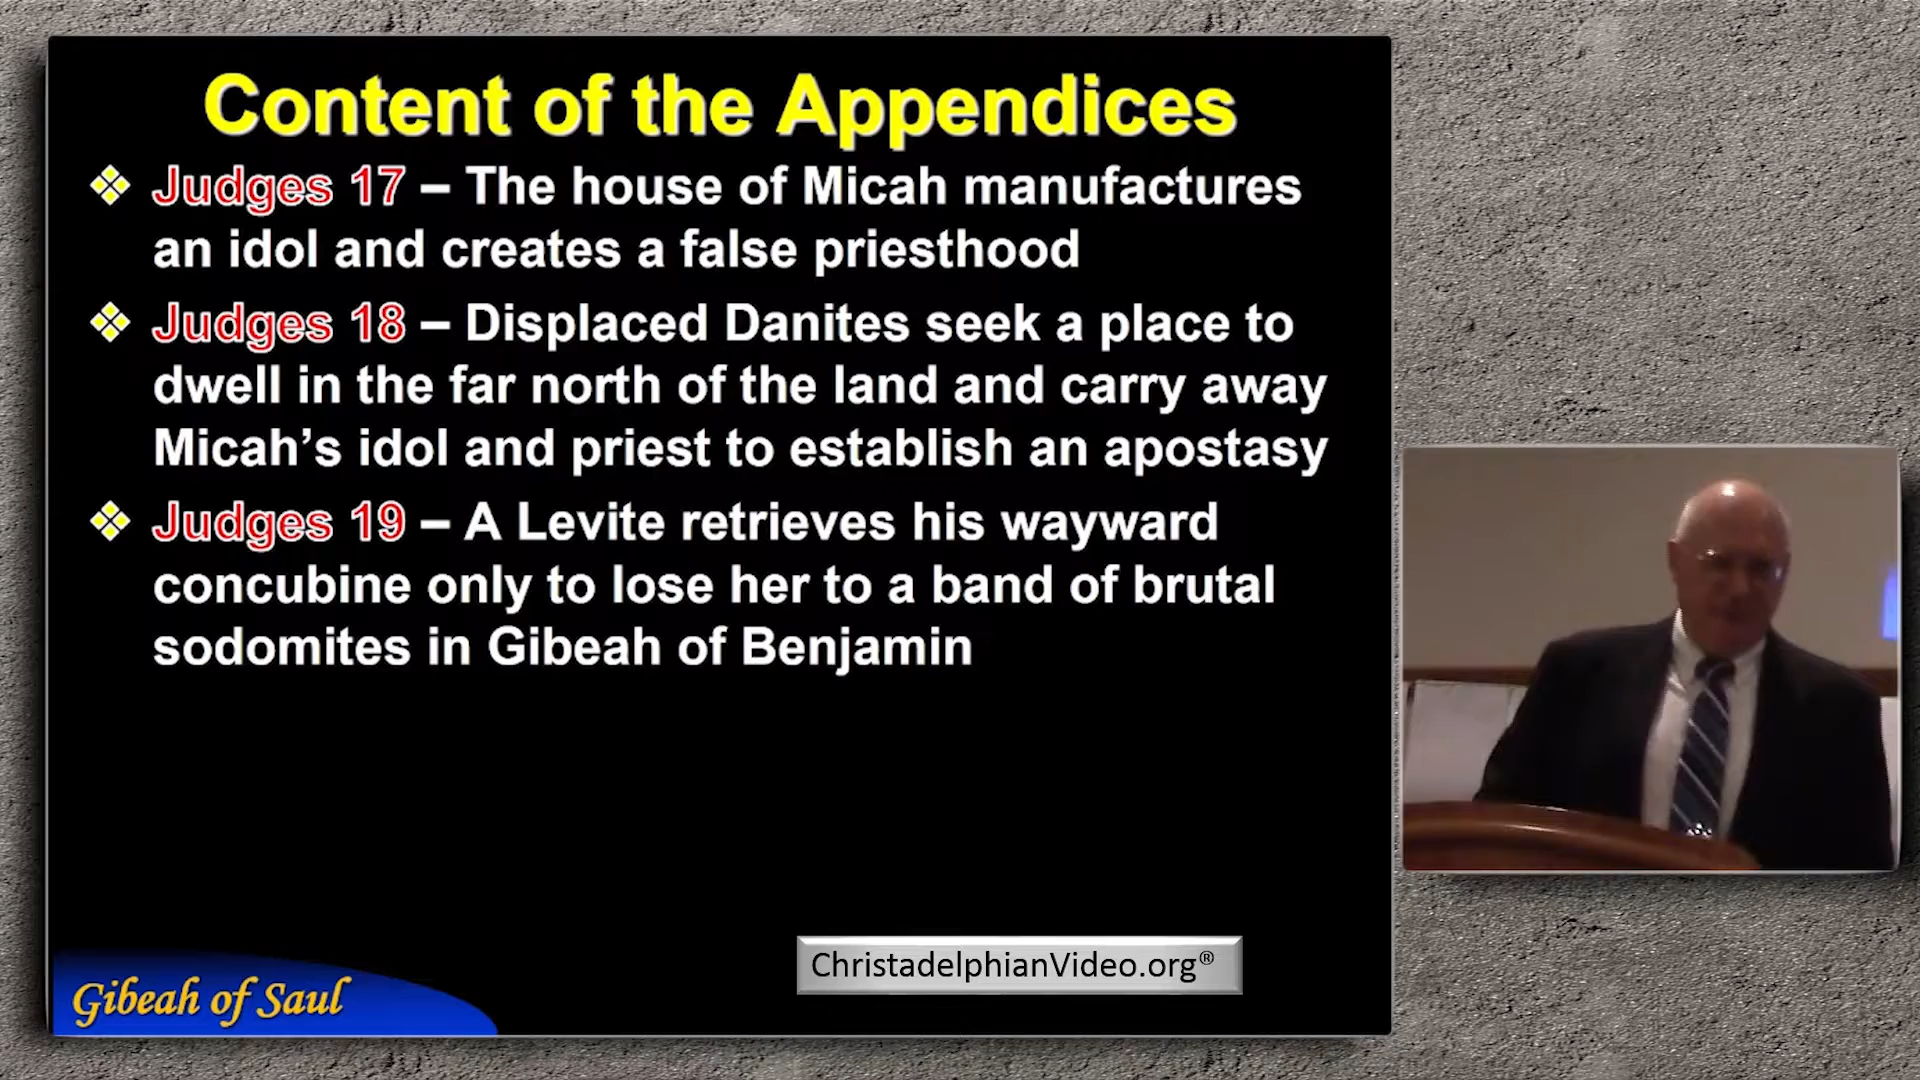 Content of the Appendices
Judges 17 – The house of Micah manufactures
an idol and creates a false priesthood
Judges 18 – Displaced Danites seek a place to
dwell in the far north of the land and carry away
Micah’s idol and priest to establish an apostasy
Judges 19 – A Levite retrieves his wayward
concubine only to lose her to a band of brutal
sodomites in Gibeah of Benjamin
ChristadelphianVideo.org®
Gibeah of Saul